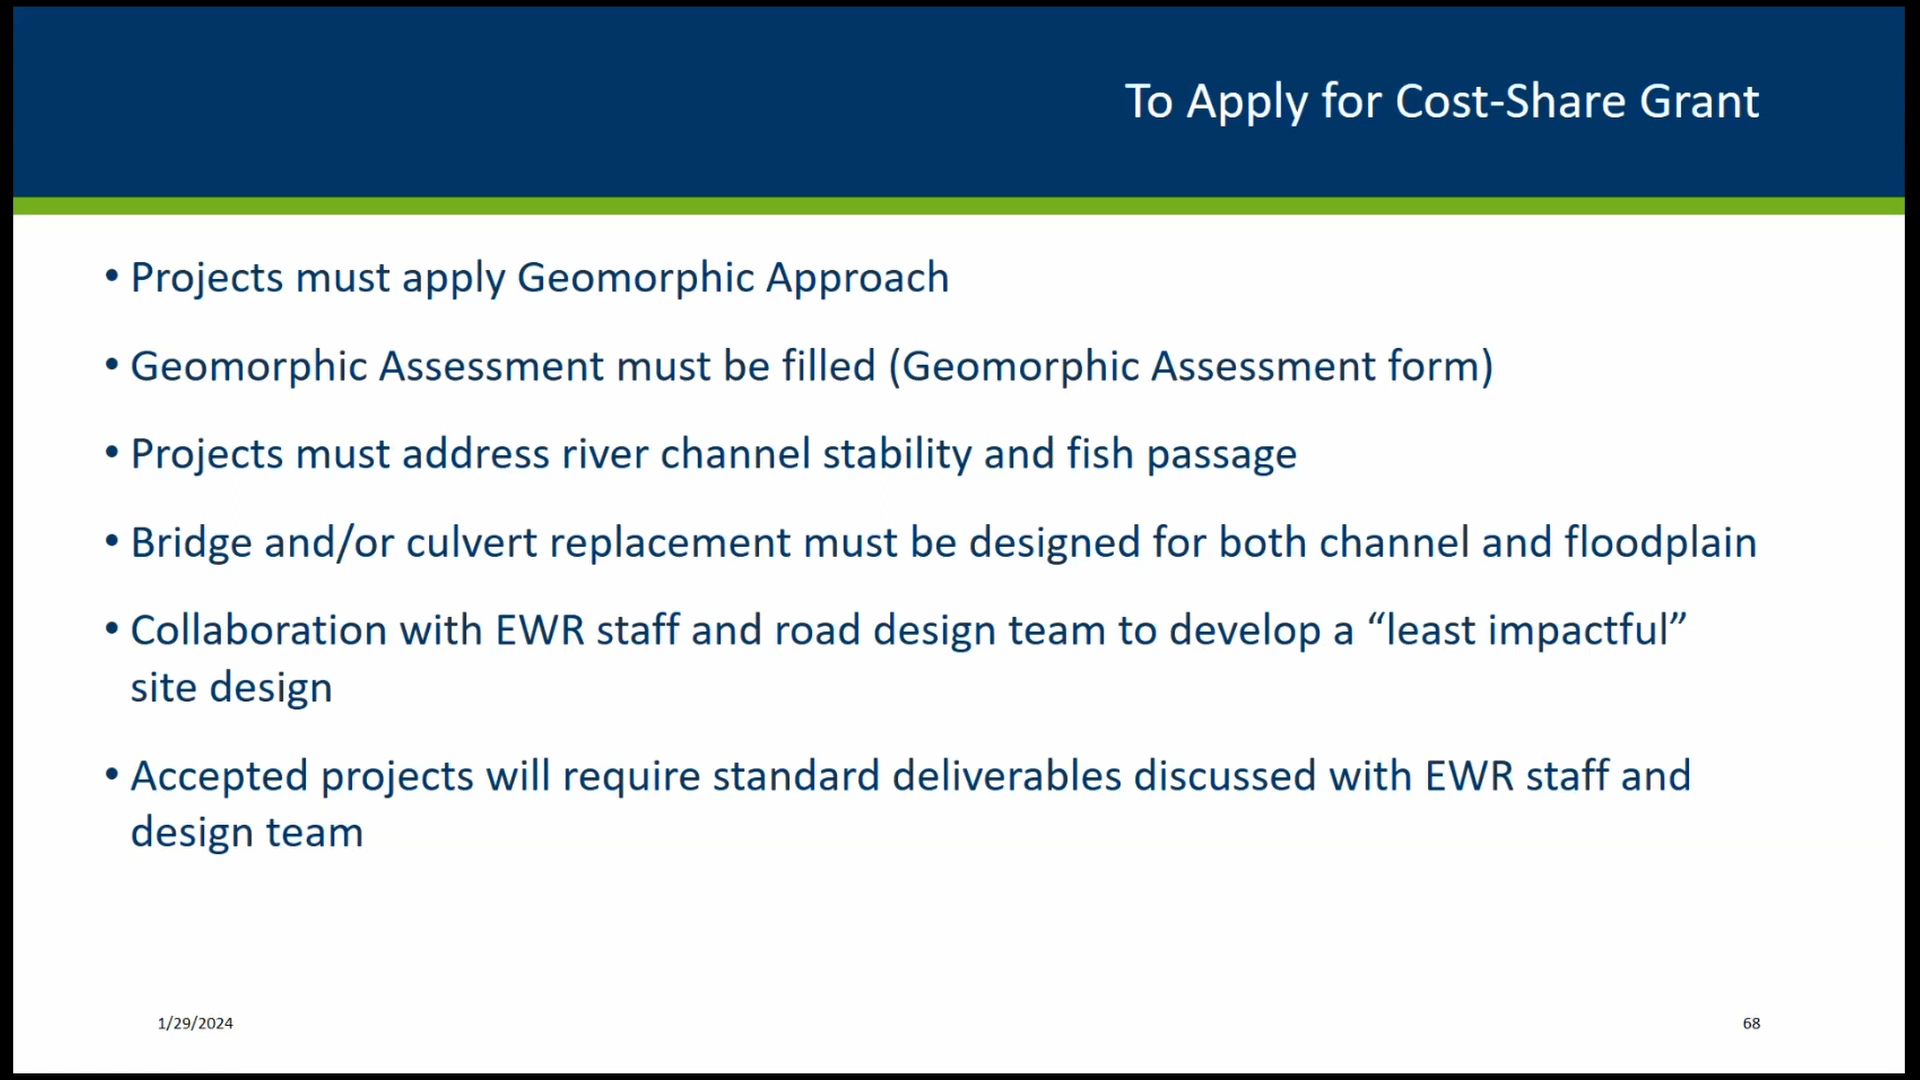 To Apply for Cost-Share Grant
• Projects must apply Geomorphic Approach
• Geomorphic Assessment must be filled (Geomorphic Assessment form)
• Projects must address river channel stability and fish passage
• Bridge and/or culvert replacement must be designed for both channel and floodplain
• Collaboration with EWR staff and road design team to develop a “least impactful”
site design
• Accepted projects will require standard deliverables discussed with EWR staff and
design team
1/29/2024
68